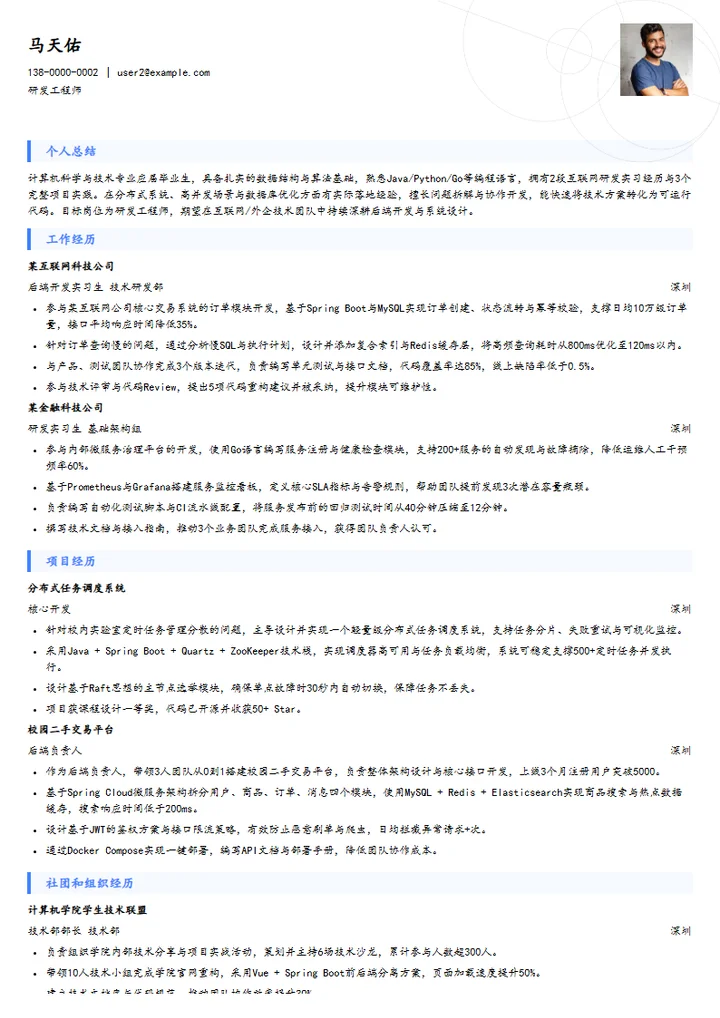 马天佑
138-0000-0002 | user2@example.com
研发工程师
个人总结
计算机科学与技术专业应届毕业生，具备扎实的数据结构与算法基础，熟悉Java/Python/Go等编程语言，拥有2段互联网研发实习经历与3个
完整项目实践。在分布式系统、高并发场景与数据库优化方面有实际落地经验，擅长问题拆解与协作开发，能快速将技术方案转化为可运行
代码。目标岗位为研发工程师，期望在互联网/外企技术团队中持续深耕后端开发与系统设计。
工作经历
某互联网科技公司
后端开发实习生 技术研发部 深圳
• 参与某互联网公司核心交易系统的订单模块开发，基于Spring Boot与MySQL实现订单创建、状态流转与幂等校验，支撑日均10万级订单
量，接口平均响应时间降低35%。
• 针对订单查询慢的问题，通过分析慢SQL与执行计划，设计并添加复合索引与Redis缓存层，将高频查询耗时从800ms优化至120ms以内。
• 与产品、测试团队协作完成3个版本迭代，负责编写单元测试与接口文档，代码覆盖率达85%，线上缺陷率低于0.5%。
• 参与技术评审与代码Review，提出5项代码重构建议并被采纳，提升模块可维护性。
某金融科技公司
研发实习生 基础架构组 深圳
• 参与内部微服务治理平台的开发，使用Go语言编写服务注册与健康检查模块，支持200+服务的自动发现与故障摘除，降低运维人工干预
频率60%。
• 基于Prometheus与Grafana搭建服务监控看板，定义核心SLA指标与告警规则，帮助团队提前发现3次潜在容量瓶颈。
• 负责编写自动化测试脚本与CI流水线配置，将服务发布前的回归测试时间从40分钟压缩至12分钟。
• 撰写技术文档与接入指南，推动3个业务团队完成服务接入，获得团队负责人认可。
项目经历
分布式任务调度系统
核心开发 深圳
• 针对校内实验室定时任务管理分散的问题，主导设计并实现一个轻量级分布式任务调度系统，支持任务分片、失败重试与可视化监控。
• 采用Java + Spring Boot + Quartz + ZooKeeper技术栈，实现调度器高可用与任务负载均衡，系统可稳定支撑500+定时任务并发执
行。
• 设计基于Raft思想的主节点选举模块，确保单点故障时30秒内自动切换，保障任务不丢失。
• 项目获课程设计一等奖，代码已开源并收获50+ Star。
校园二手交易平台
后端负责人 深圳
• 作为后端负责人，带领3人团队从0到1搭建校园二手交易平台，负责整体架构设计与核心接口开发，上线3个月注册用户突破5000。
• 基于Spring Cloud微服务架构拆分用户、商品、订单、消息四个模块，使用MySQL + Redis + Elasticsearch实现商品搜索与热点数据
缓存，搜索响应时间低于200ms。
• 设计基于JWT的鉴权方案与接口限流策略，有效防止恶意刷单与爬虫，日均拦截异常请求+次。
• 通过Docker Compose实现一键部署，编写API文档与部署手册，降低团队协作成本。
社团和组织经历
计算机学院学生技术联盟
技术部部长 技术部 深圳
• 负责组织学院内部技术分享与项目实战活动，策划并主持6场技术沙龙，累计参与人数超300人。
• 带领10人技术小组完成学院官网重构，采用Vue + Spring Boot前后端分离方案，页面加载速度提升50%。